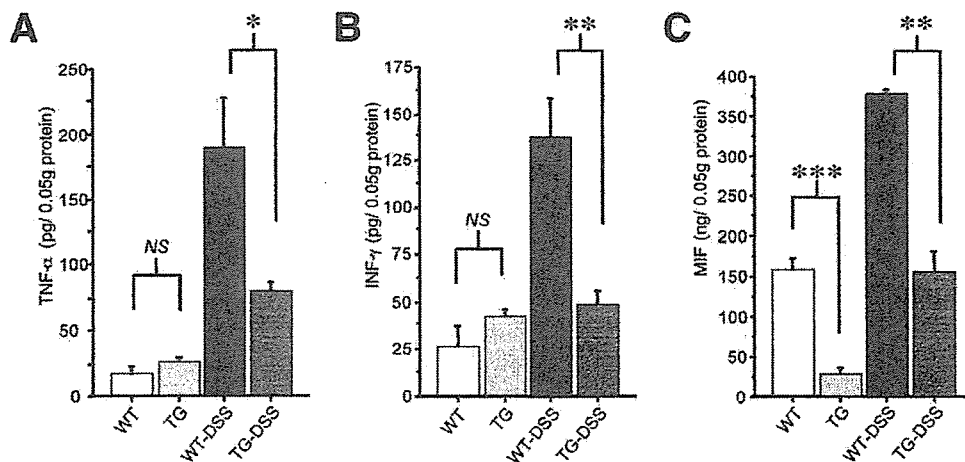 A
*
TNF-α (pg/ 0.05g protein)
250
200
150
100
50
0
NS
WT
TG
WT-DSS
TG-DSS
B
**
INF-γ (pg/ 0.05g protein)
175
150
125
100
75
50
25
0
NS
WT
TG
WT-DSS
TG-DSS
C
**
MIF (ng/ 0.05g protein)
400
350
300
250
200
150
100
50
0
***
WT
TG
WT-DSS
TG-DSS